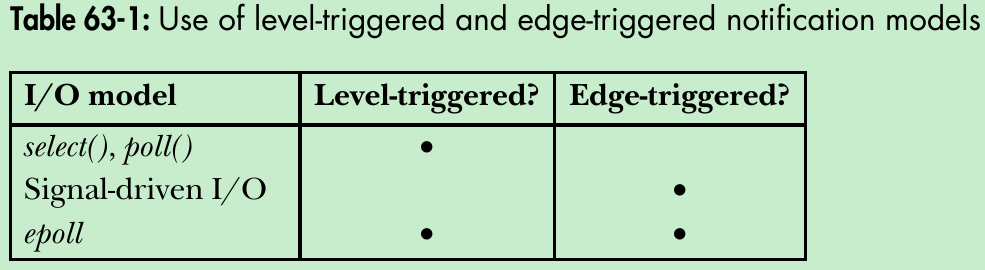 Table 63-1: Use of level-triggered and edge-triggered notification models
I/O model Level-triggered? Edge-triggered?
select(), poll() •
Signal-driven I/O •
epoll • •